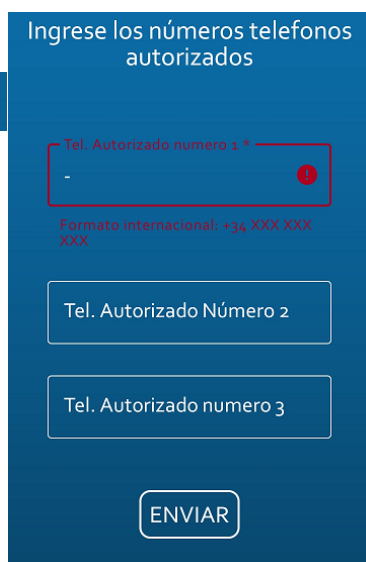 Ingrese los números telefonos
autorizados
Tel. Autorizado numero 1 *
-
Formato internacional: +34 XXX XXX
XXX
Tel. Autorizado Número 2
Tel. Autorizado numero 3
ENVIAR